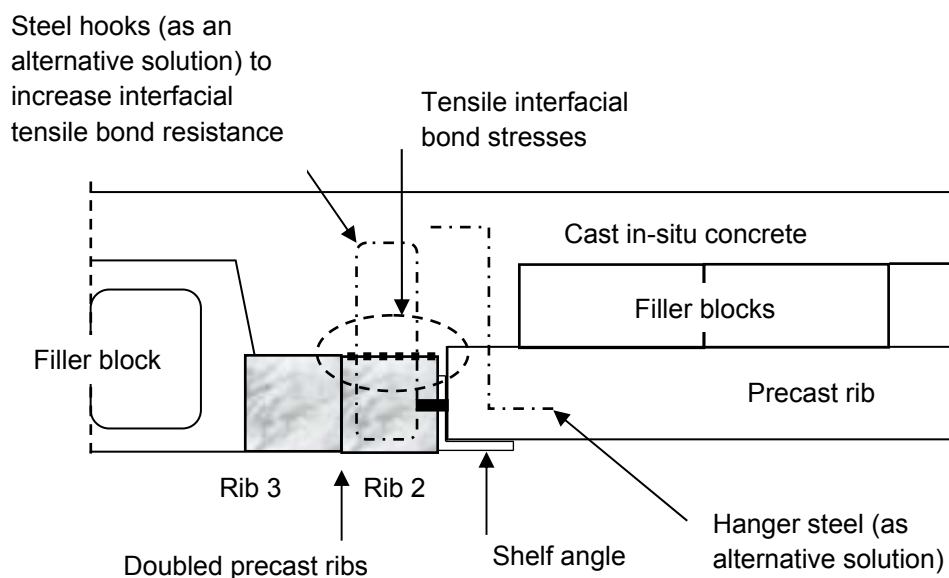 Steel hooks (as an
alternative solution) to
increase interfacial
tensile bond resistance
Tensile interfacial
bond stresses
Cast in-situ concrete
Filler blocks
Filler block
Precast rib
Rib 3
Rib 2
Doubled precast ribs
Shelf angle
Hanger steel (as
alternative solution)